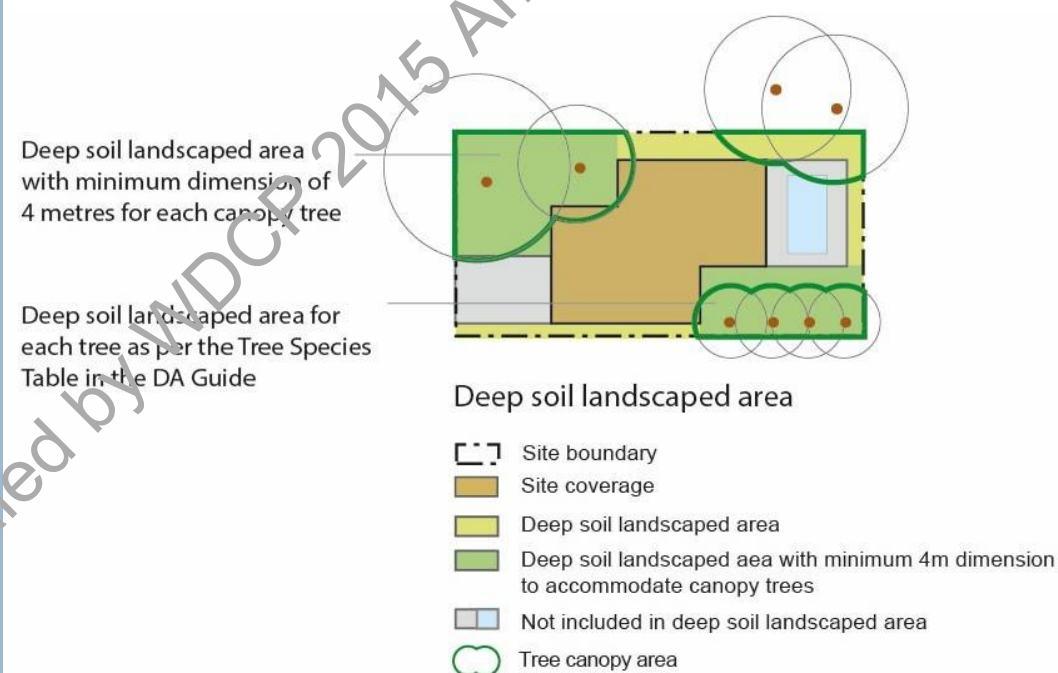 Deep soil landscaped area
with minimum dimension of
4 metres for each canopy tree
Deep soil landscaped area for
each tree as per the Tree Species
Table in the DA Guide
Deep soil landscaped area
Site boundary
Site coverage
Deep soil landscaped area
Deep soil landscaped aea with minimum 4m dimension
to accommodate canopy trees
Not included in deep soil landscaped area
Tree canopy area
by WDCP 2015